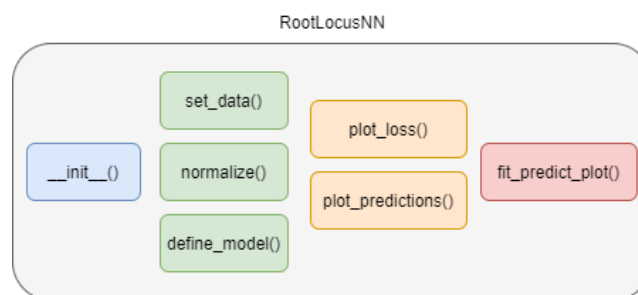 RootLocusNN
__init__()
set_data()
normalize()
define_model()
plot_loss()
plot_predictions()
fit_predict_plot()